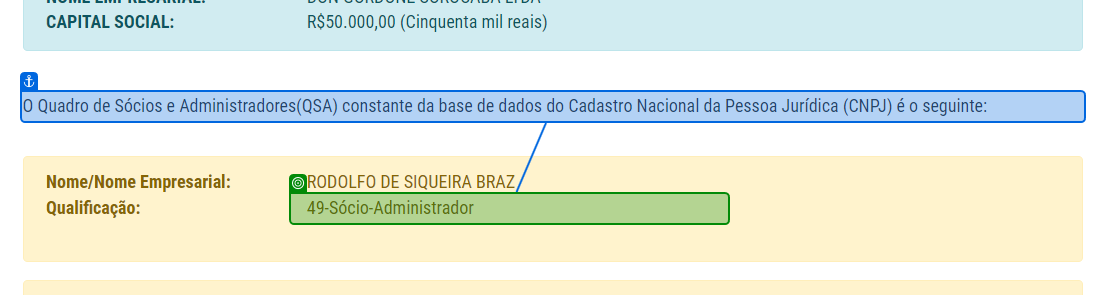 CAPITAL SOCIAL: R$50.000,00 (Cinquenta mil reais)
O Quadro de Sócios e Administradores(QSA) constante da base de dados do Cadastro Nacional da Pessoa Jurídica (CNPJ) é o seguinte:
Nome/Nome Empresarial: RODOLFO DE SIQUEIRA BRAZ
Qualificação: 49-Sócio-Administrador